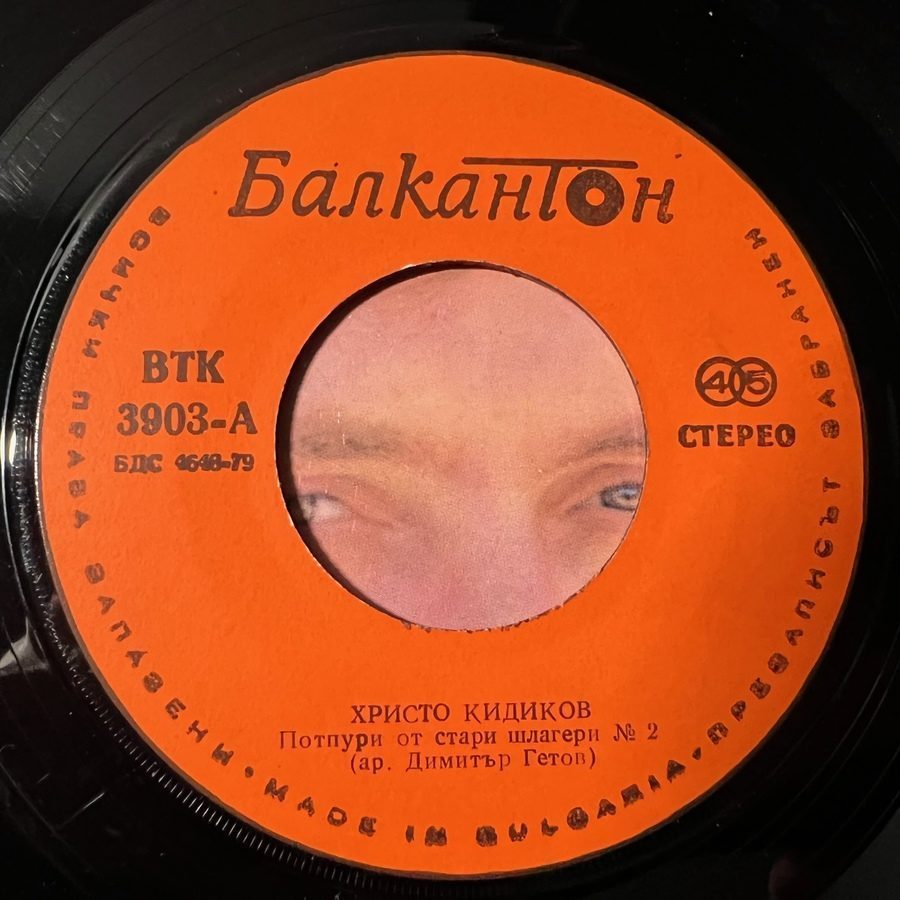 Балкантон
ВСИЧКИ ПРАВА ЗАПАЗЕНИ • MADE IN BULGARIA • ПРЕЗАПИСЪТ ЗАБРАНЕН
ВТК
3903-А
БДС 4648-79
45
СТЕРЕО
ХРИСТО КИДИКОВ
Потпури от стари шлагери № 2
(ар. Димитър Гетов)